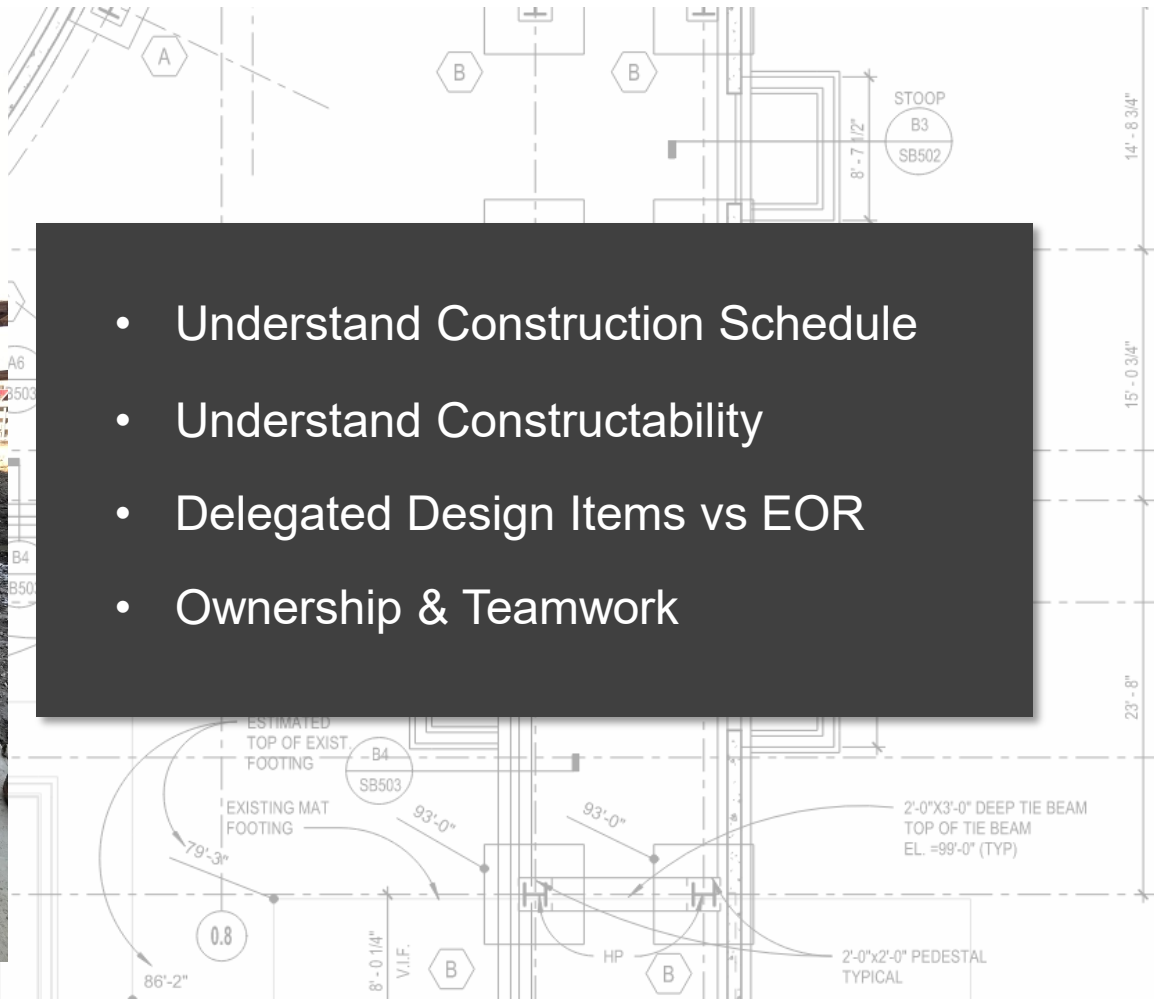 A
B
B
STOOP
B3
SB502
8' - 7 1/2"
14' - 8 3/4"
• Understand Construction Schedule
• Understand Constructability
• Delegated Design Items vs EOR
• Ownership & Teamwork
A6
B4
15' - 0 3/4"
23' - 8"
ESTIMATED
TOP OF EXIST.
FOOTING
B4
SB503
EXISTING MAT
FOOTING
93'-0"
93'-0"
2'-0"X3'-0" DEEP TIE BEAM
TOP OF TIE BEAM
EL. =99'-0" (TYP)
79'-3"
0.8
86'-2"
8' - 0 1/4"
V.I.F.
B
HP
B
2'-0"x2'-0" PEDESTAL
TYPICAL